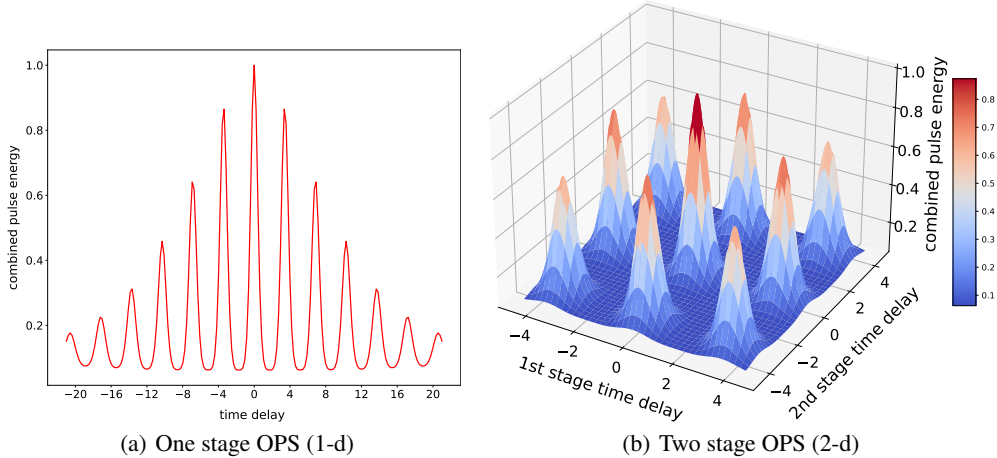 1.0
0.8
0.6
0.4
0.2
combined pulse energy
−20 −16 −12 −8 −4 0 4 8 12 16 20
time delay
(a) One stage OPS (1-d)
1.0
0.8
0.6
0.4
0.2
combined pulse energy
−4 −2 0 2 4
1st stage time delay
−4 −2 0 2 4
2nd stage time delay
0.8
0.7
0.6
0.5
0.4
0.3
0.2
0.1
(b) Two stage OPS (2-d)